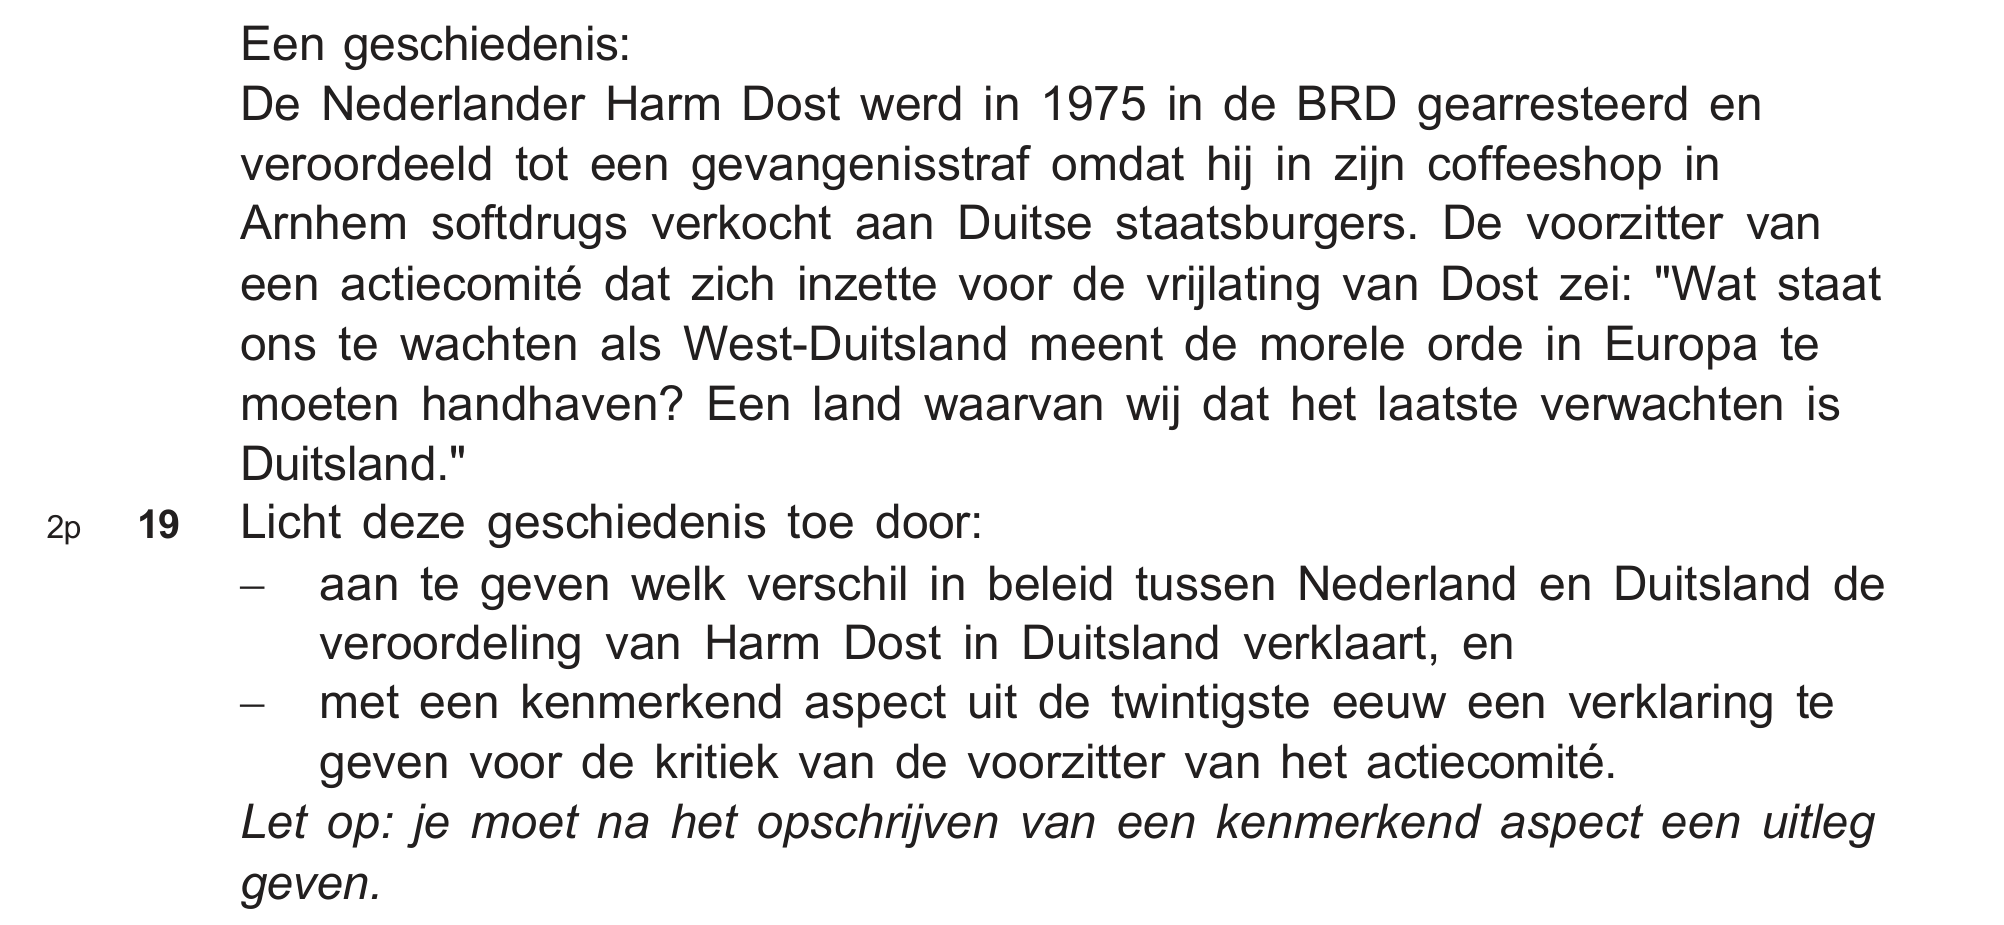 Een geschiedenis:
De Nederlander Harm Dost werd in 1975 in de BRD gearresteerd en
veroordeeld tot een gevangenisstraf omdat hij in zijn coffeeshop in
Arnhem softdrugs verkocht aan Duitse staatsburgers. De voorzitter van
een actiecomité dat zich inzette voor de vrijlating van Dost zei: "Wat staat
ons te wachten als West-Duitsland meent de morele orde in Europa te
moeten handhaven? Een land waarvan wij dat het laatste verwachten is
Duitsland."
2p 19 Licht deze geschiedenis toe door:
– aan te geven welk verschil in beleid tussen Nederland en Duitsland de
veroordeling van Harm Dost in Duitsland verklaart, en
– met een kenmerkend aspect uit de twintigste eeuw een verklaring te
geven voor de kritiek van de voorzitter van het actiecomité.
Let op: je moet na het opschrijven van een kenmerkend aspect een uitleg
geven.